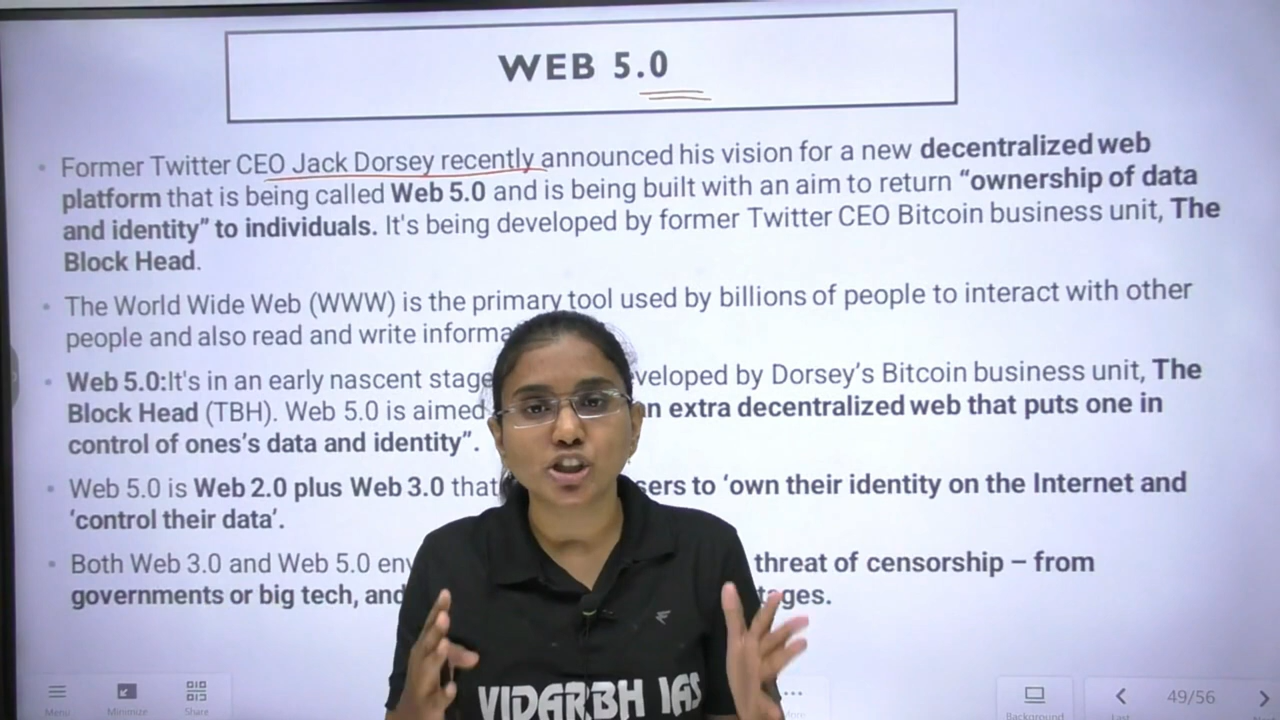 WEB 5.0
Former Twitter CEO Jack Dorsey recently announced his vision for a new decentralized web
platform that is being called Web 5.0 and is being built with an aim to return “ownership of data
and identity” to individuals. It's being developed by former Twitter CEO Bitcoin business unit, The
Block Head.
The World Wide Web (WWW) is the primary tool used by billions of people to interact with other
people and also read and write
Web 5.0:It's in an early nascent stage by Dorsey’s Bitcoin business unit, The
Block Head (TBH). Web 5.0 is aimed extra decentralized web that puts one in
control of ones’s data and identity”.
Web 5.0 is Web 2.0 plus Web 3.0 that to ‘own their identity on the Internet and
‘control their data’.
Both Web 3.0 and Web 5.0 threat of censorship – from
governments or big tech, and
VIDARBH IAS
Menu Minimize Share Background 49/56